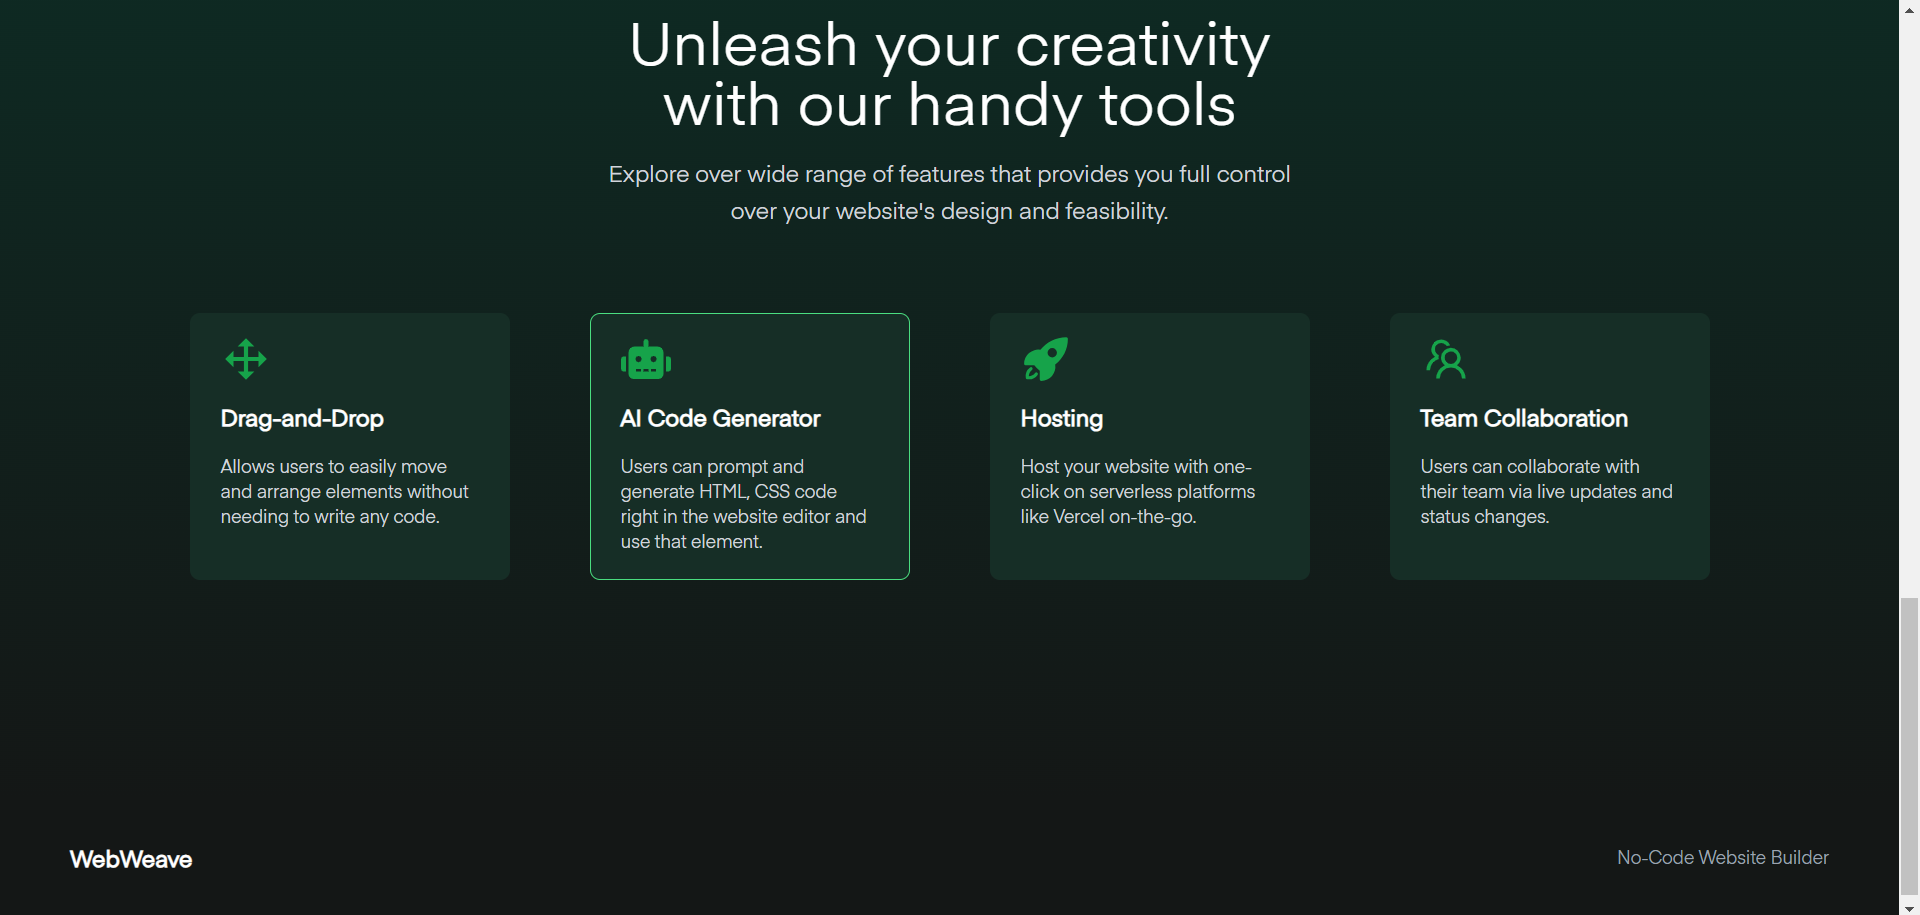 Unleash your creativity
with our handy tools
Explore over wide range of features that provides you full control
over your website's design and feasibility.
Drag-and-Drop
Allows users to easily move
and arrange elements without
needing to write any code.
AI Code Generator
Users can prompt and
generate HTML, CSS code
right in the website editor and
use that element.
Hosting
Host your website with one-
click on serverless platforms
like Vercel on-the-go.
Team Collaboration
Users can collaborate with
their team via live updates and
status changes.
WebWeave
No-Code Website Builder